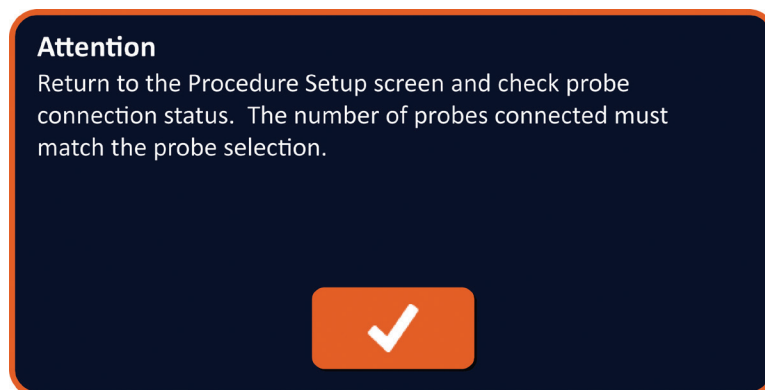 Attention
Return to the Procedure Setup screen and check probe
connection status.  The number of probes connected must
match the probe selection.